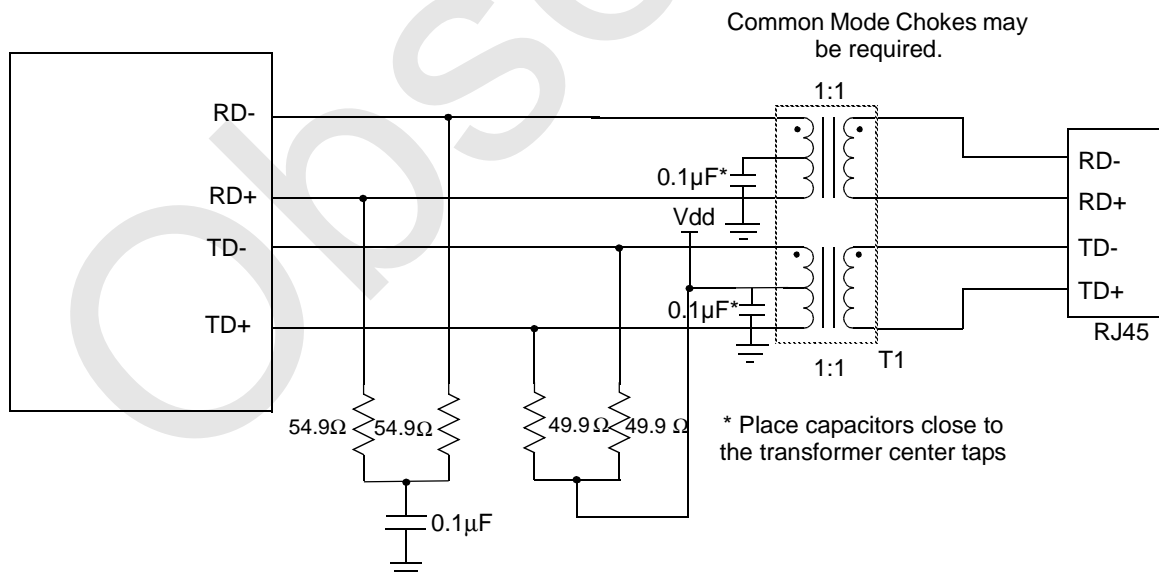 Common Mode Chokes may
be required.
1:1
RD-
RD+
TD-
TD+
0.1µF*
Vdd
0.1µF*
RD-
RD+
TD-
TD+
RJ45
T1
1:1
54.9Ω
54.9Ω
49.9 Ω
49.9 Ω
* Place capacitors close to
the transformer center taps
0.1µF
Obs